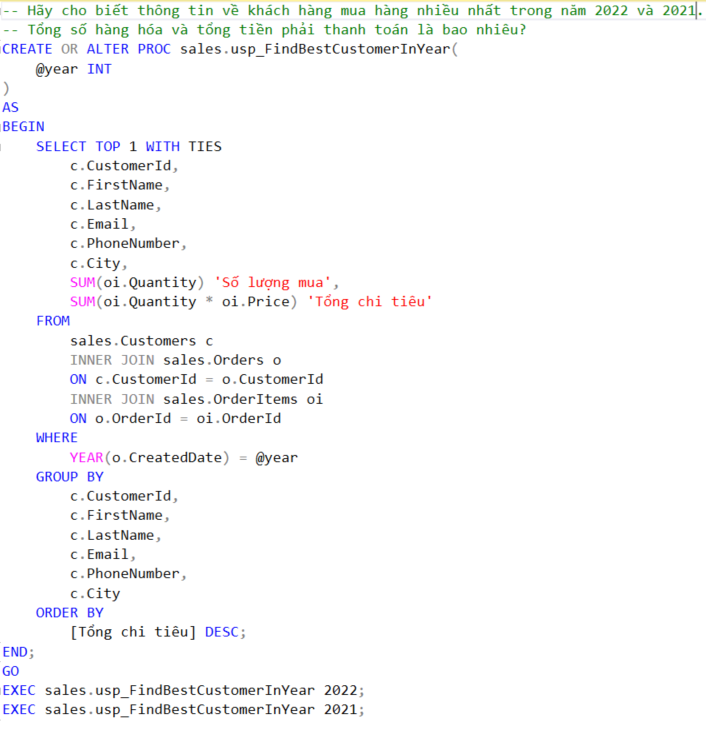 -- Hãy cho biết thông tin về khách hàng mua hàng nhiều nhất trong năm 2022 và 2021.
-- Tổng số hàng hóa và tổng tiền phải thanh toán là bao nhiêu?
CREATE OR ALTER PROC sales.usp_FindBestCustomerInYear(
    @year INT
)
AS
BEGIN
    SELECT TOP 1 WITH TIES
        c.CustomerId,
        c.FirstName,
        c.LastName,
        c.Email,
        c.PhoneNumber,
        c.City,
        SUM(oi.Quantity) 'Số lượng mua',
        SUM(oi.Quantity * oi.Price) 'Tổng chi tiêu'
    FROM
        sales.Customers c
        INNER JOIN sales.Orders o
        ON c.CustomerId = o.CustomerId
        INNER JOIN sales.OrderItems oi
        ON o.OrderId = oi.OrderId
    WHERE
        YEAR(o.CreatedDate) = @year
    GROUP BY
        c.CustomerId,
        c.FirstName,
        c.LastName,
        c.Email,
        c.PhoneNumber,
        c.City
    ORDER BY
        [Tổng chi tiêu] DESC;
END;
GO
EXEC sales.usp_FindBestCustomerInYear 2022;
EXEC sales.usp_FindBestCustomerInYear 2021;